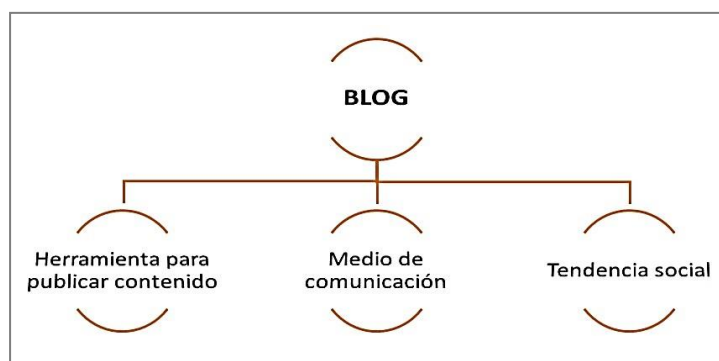 BLOG
Herramienta para
publicar contenido
Medio de
comunicación
Tendencia social